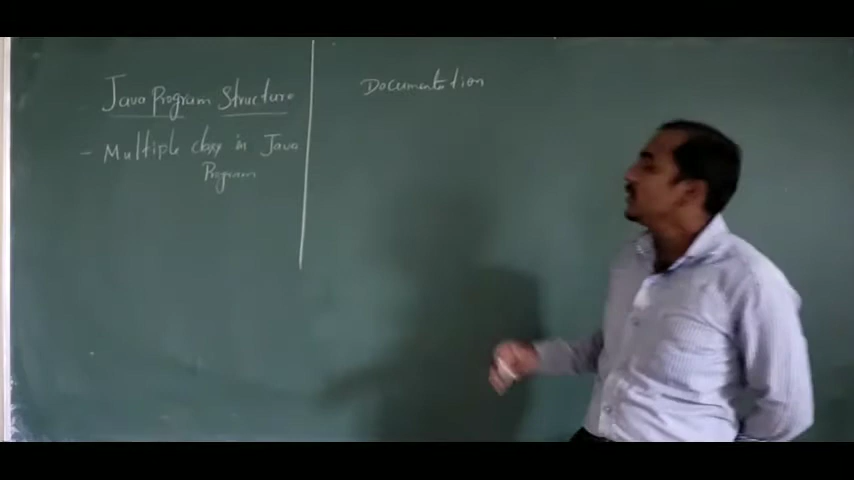 Java Program Structure
- Multiple class in Java
Program
Documentation